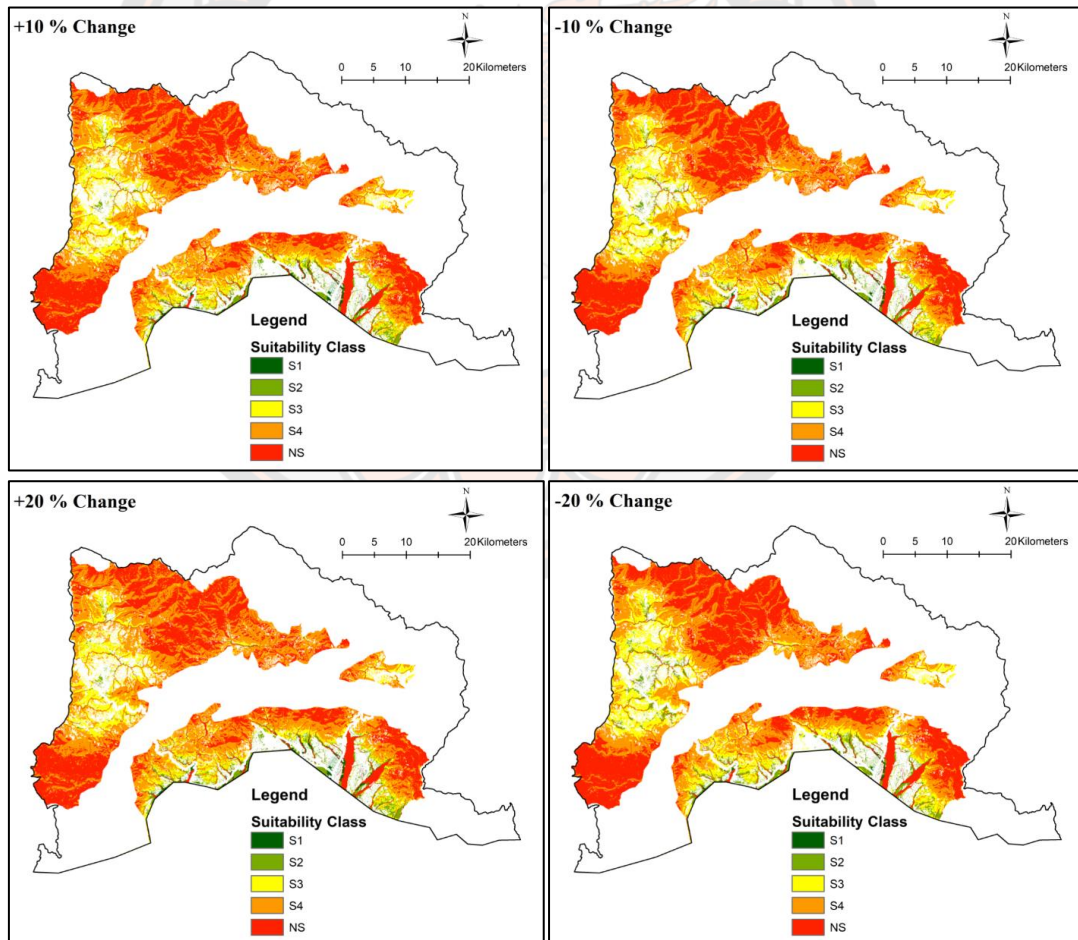 +10 % Change
N
0 5 10 20 Kilometers
Legend
Suitability Class
S1
S2
S3
S4
NS
-10 % Change
N
0 5 10 20 Kilometers
Legend
Suitability Class
S1
S2
S3
S4
NS
+20 % Change
N
0 5 10 20 Kilometers
Legend
Suitability Class
S1
S2
S3
S4
NS
-20 % Change
N
0 5 10 20 Kilometers
Legend
Suitability Class
S1
S2
S3
S4
NS